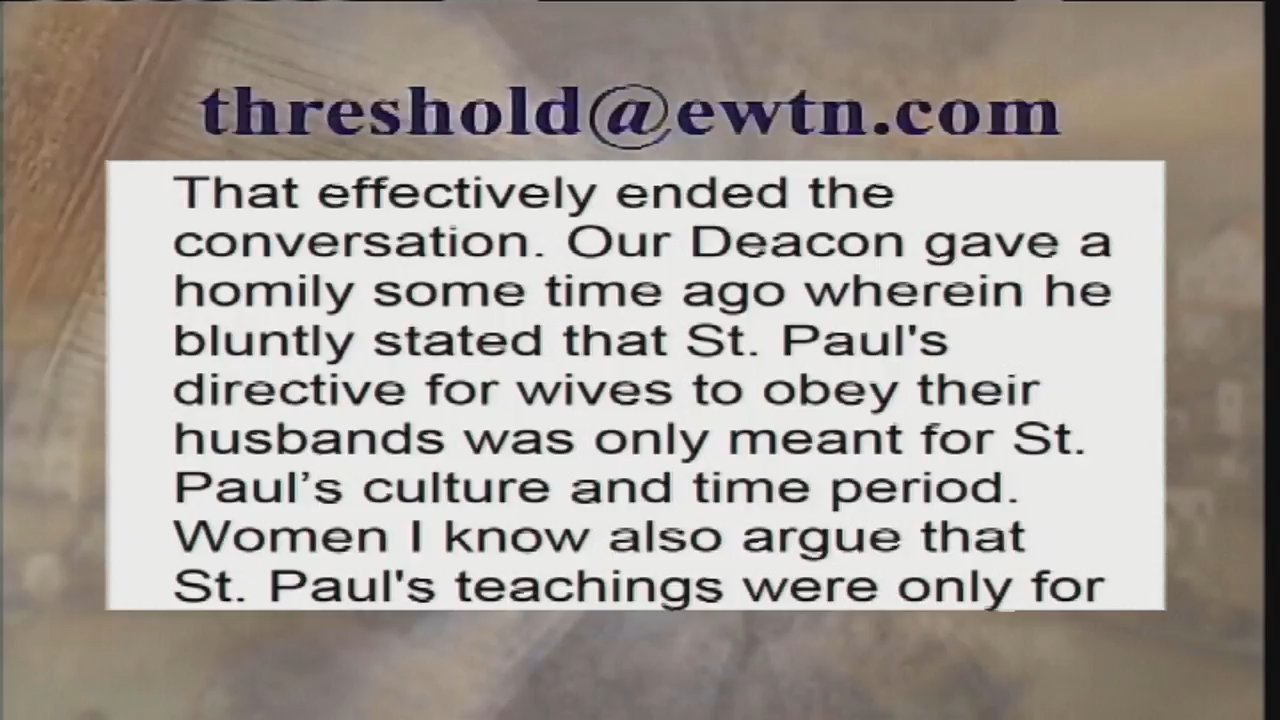 threshold@ewtn.com
That effectively ended the
conversation. Our Deacon gave a
homily some time ago wherein he
bluntly stated that St. Paul's
directive for wives to obey their
husbands was only meant for St.
Paul’s culture and time period.
Women I know also argue that
St. Paul's teachings were only for